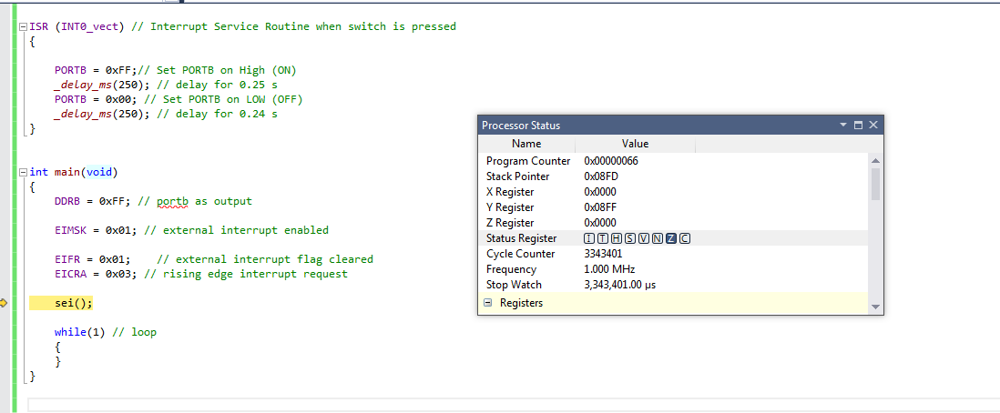 ISR (INT0_vect) // Interrupt Service Routine when switch is pressed
{
PORTB = 0xFF;// Set PORTB on High (ON)
_delay_ms(250); // delay for 0.25 s
PORTB = 0x00; // Set PORTB on LOW (OFF)
_delay_ms(250); // delay for 0.24 s
}
int main(void)
{
DDRB = 0xFF; // portb as output
EIMSK = 0x01; // external interrupt enabled
EIFR = 0x01;    // external interrupt flag cleared
EICRA = 0x03; // rising edge interrupt request
sei();
while(1) // loop
{
}
}
Processor Status
Name Value
Program Counter 0x00000066
Stack Pointer 0x08FD
X Register 0x0000
Y Register 0x08FF
Z Register 0x0000
Status Register I T H S V N Z C
Cycle Counter 3343401
Frequency 1.000 MHz
Stop Watch 3,343,401.00 µs
Registers